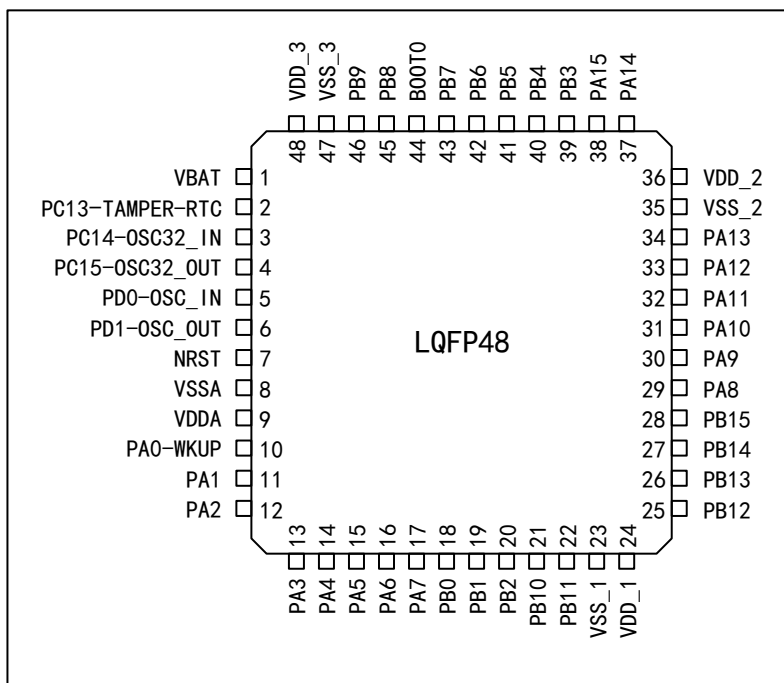 VDD_3
VSS_3
PB9
PB8
BOOT0
PB7
PB6
PB5
PB4
PB3
PA15
PA14
48
47
46
45
44
43
42
41
40
39
38
37
VBAT 1
PC13-TAMPER-RTC 2
PC14-OSC32_IN 3
PC15-OSC32_OUT 4
PD0-OSC_IN 5
PD1-OSC_OUT 6
NRST 7
VSSA 8
VDDA 9
PA0-WKUP 10
PA1 11
PA2 12
LQFP48
36 VDD_2
35 VSS_2
34 PA13
33 PA12
32 PA11
31 PA10
30 PA9
29 PA8
28 PB15
27 PB14
26 PB13
25 PB12
13
14
15
16
17
18
19
20
21
22
23
24
PA3
PA4
PA5
PA6
PA7
PB0
PB1
PB2
PB10
PB11
VSS_1
VDD_1